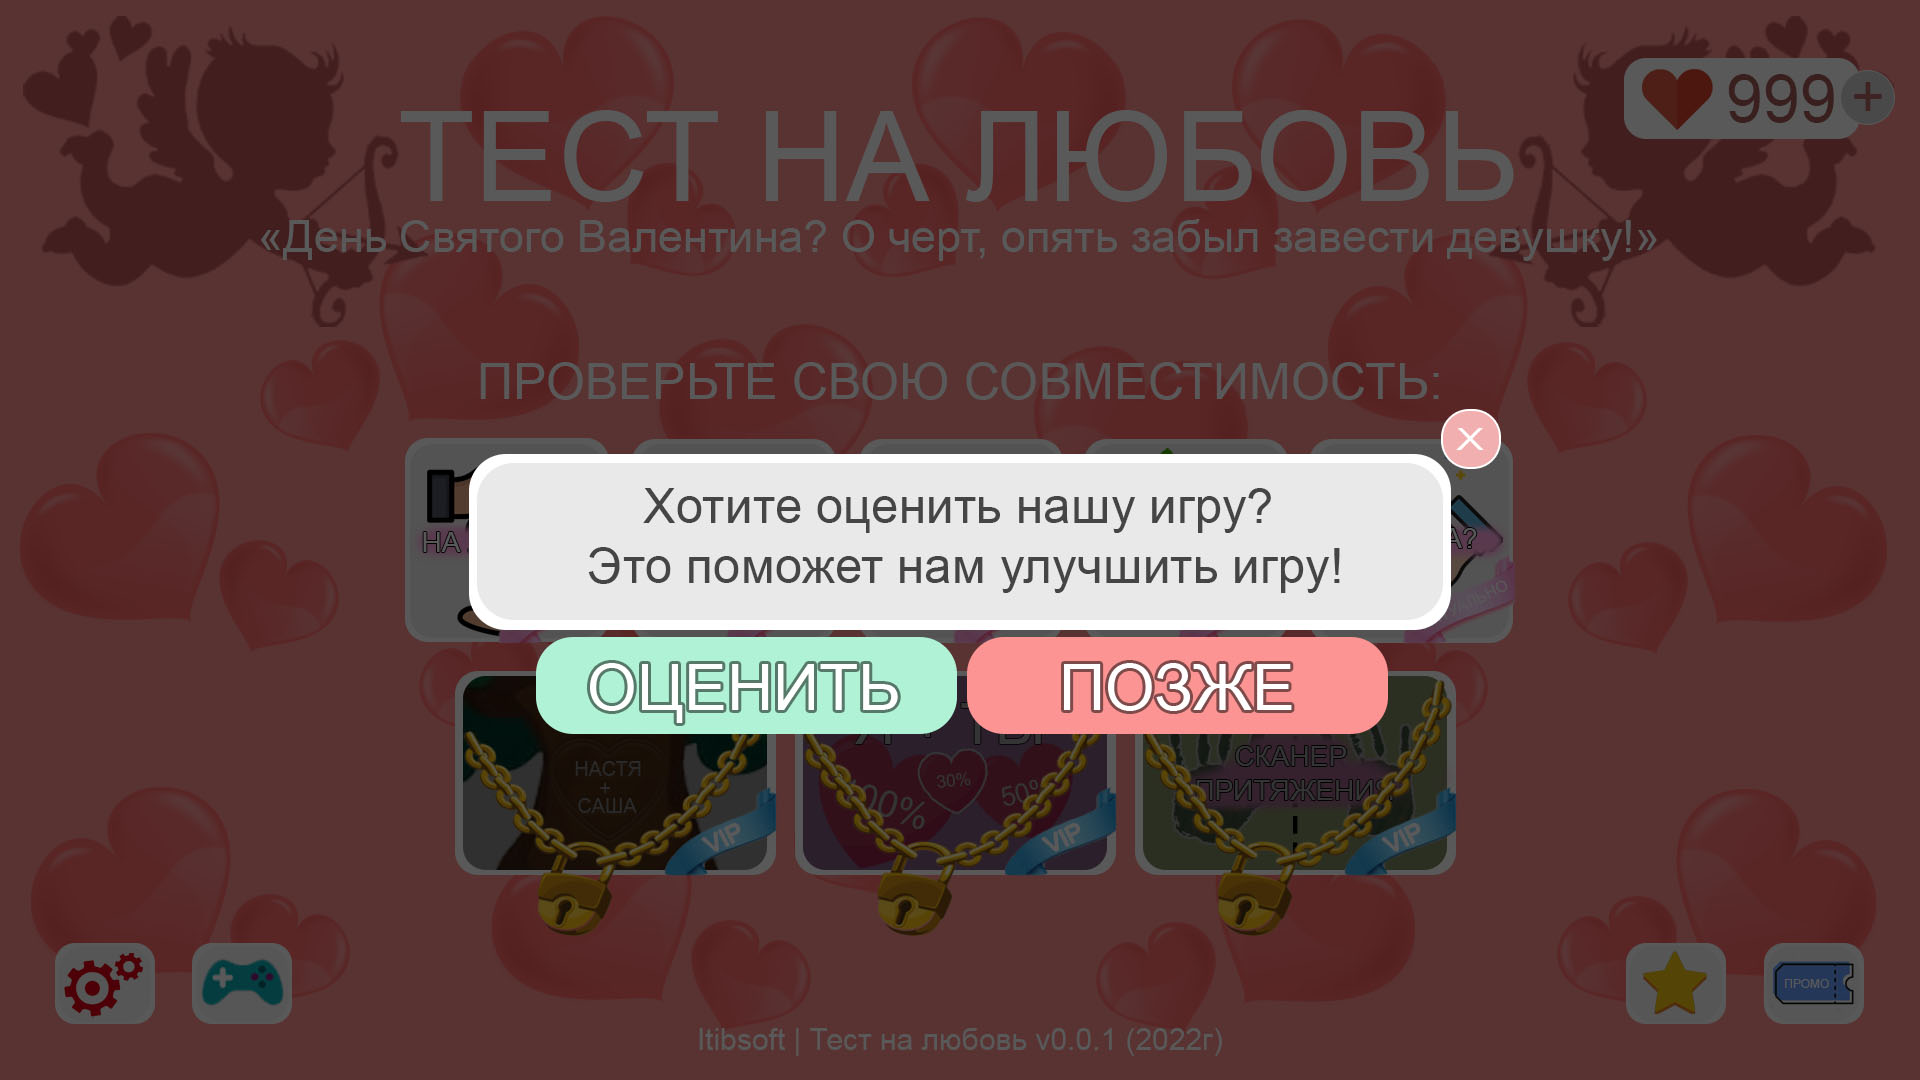 999+
ТЕСТ НА ЛЮБОВЬ
«День Святого Валентина? О черт, опять забыл завести девушку!»
ПРОВЕРЬТЕ СВОЮ СОВМЕСТИМОСТЬ:
Хотите оценить нашу игру?
Это поможет нам улучшить игру!
НА
ОЦЕНИТЬ
ПОЗЖЕ
НАСТЯ
+
САША
VIP
30%
50%
VIP
СКАНЕР
ПРИТЯЖЕНИЯ
VIP
ПРОМО
Itibsoft | Тест на любовь v0.0.1 (2022г)